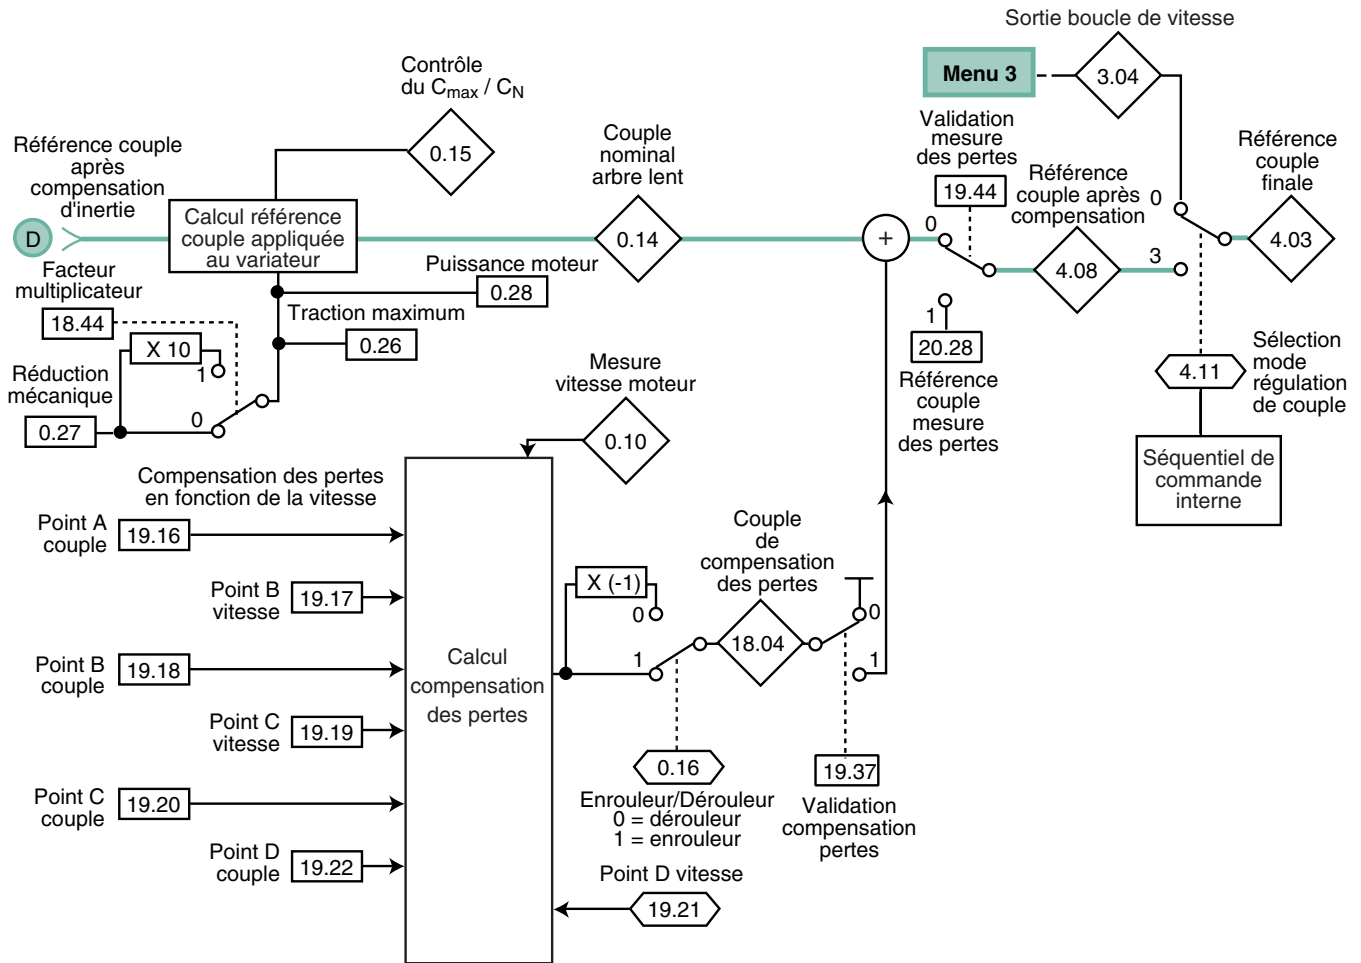 Sortie boucle de vitesse
Menu 3
3.04
Contrôle
du Cmax / CN
0.15
Référence couple
après
compensation
d'inertie
D
Calcul référence
couple appliquée
au variateur
Couple
nominal
arbre lent
0.14
+
Validation
mesure
des pertes
19.44
0
1
20.28
Référence
couple
mesure
des pertes
Référence
couple après
compensation
4.08
0
3
Référence
couple
finale
4.03
4.11
Sélection
mode
régulation
de couple
Séquentiel de
commande
interne
Facteur
multiplicateur
18.44
X 10
1
Réduction
mécanique
0.27
0
Puissance moteur
0.28
Traction maximum
0.26
Mesure
vitesse moteur
0.10
Compensation des pertes
en fonction de la vitesse
Point A
couple
19.16
Point B
vitesse
19.17
Point B
couple
19.18
Point C
vitesse
19.19
Point C
couple
19.20
Point D
couple
19.22
Calcul
compensation
des pertes
X (-1)
0
1
0.16
Enrouleur/Dérouleur
0 = dérouleur
1 = enrouleur
Couple
de
compensation
des pertes
18.04
0
1
19.37
Validation
compensation
pertes
Point D vitesse
19.21